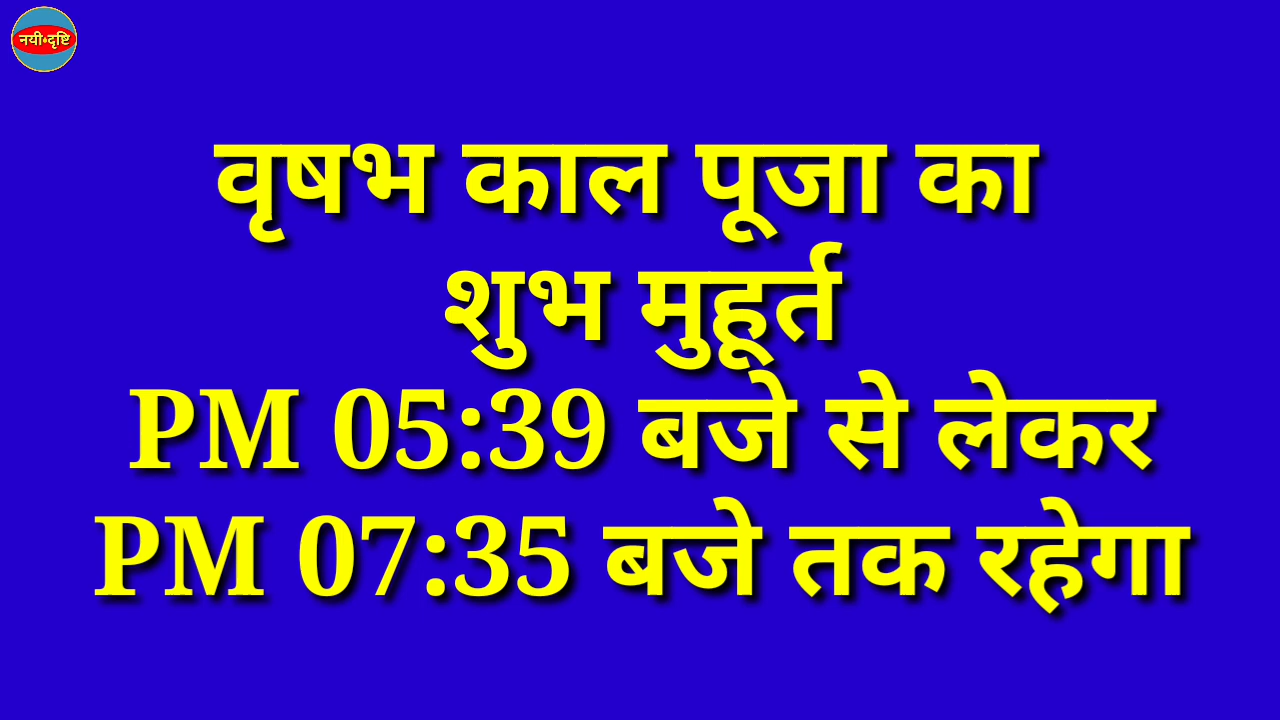 नयी•दृष्टि
वृषभ काल पूजा का
शुभ मुहूर्त
PM 05:39 बजे से लेकर
PM 07:35 बजे तक रहेगा